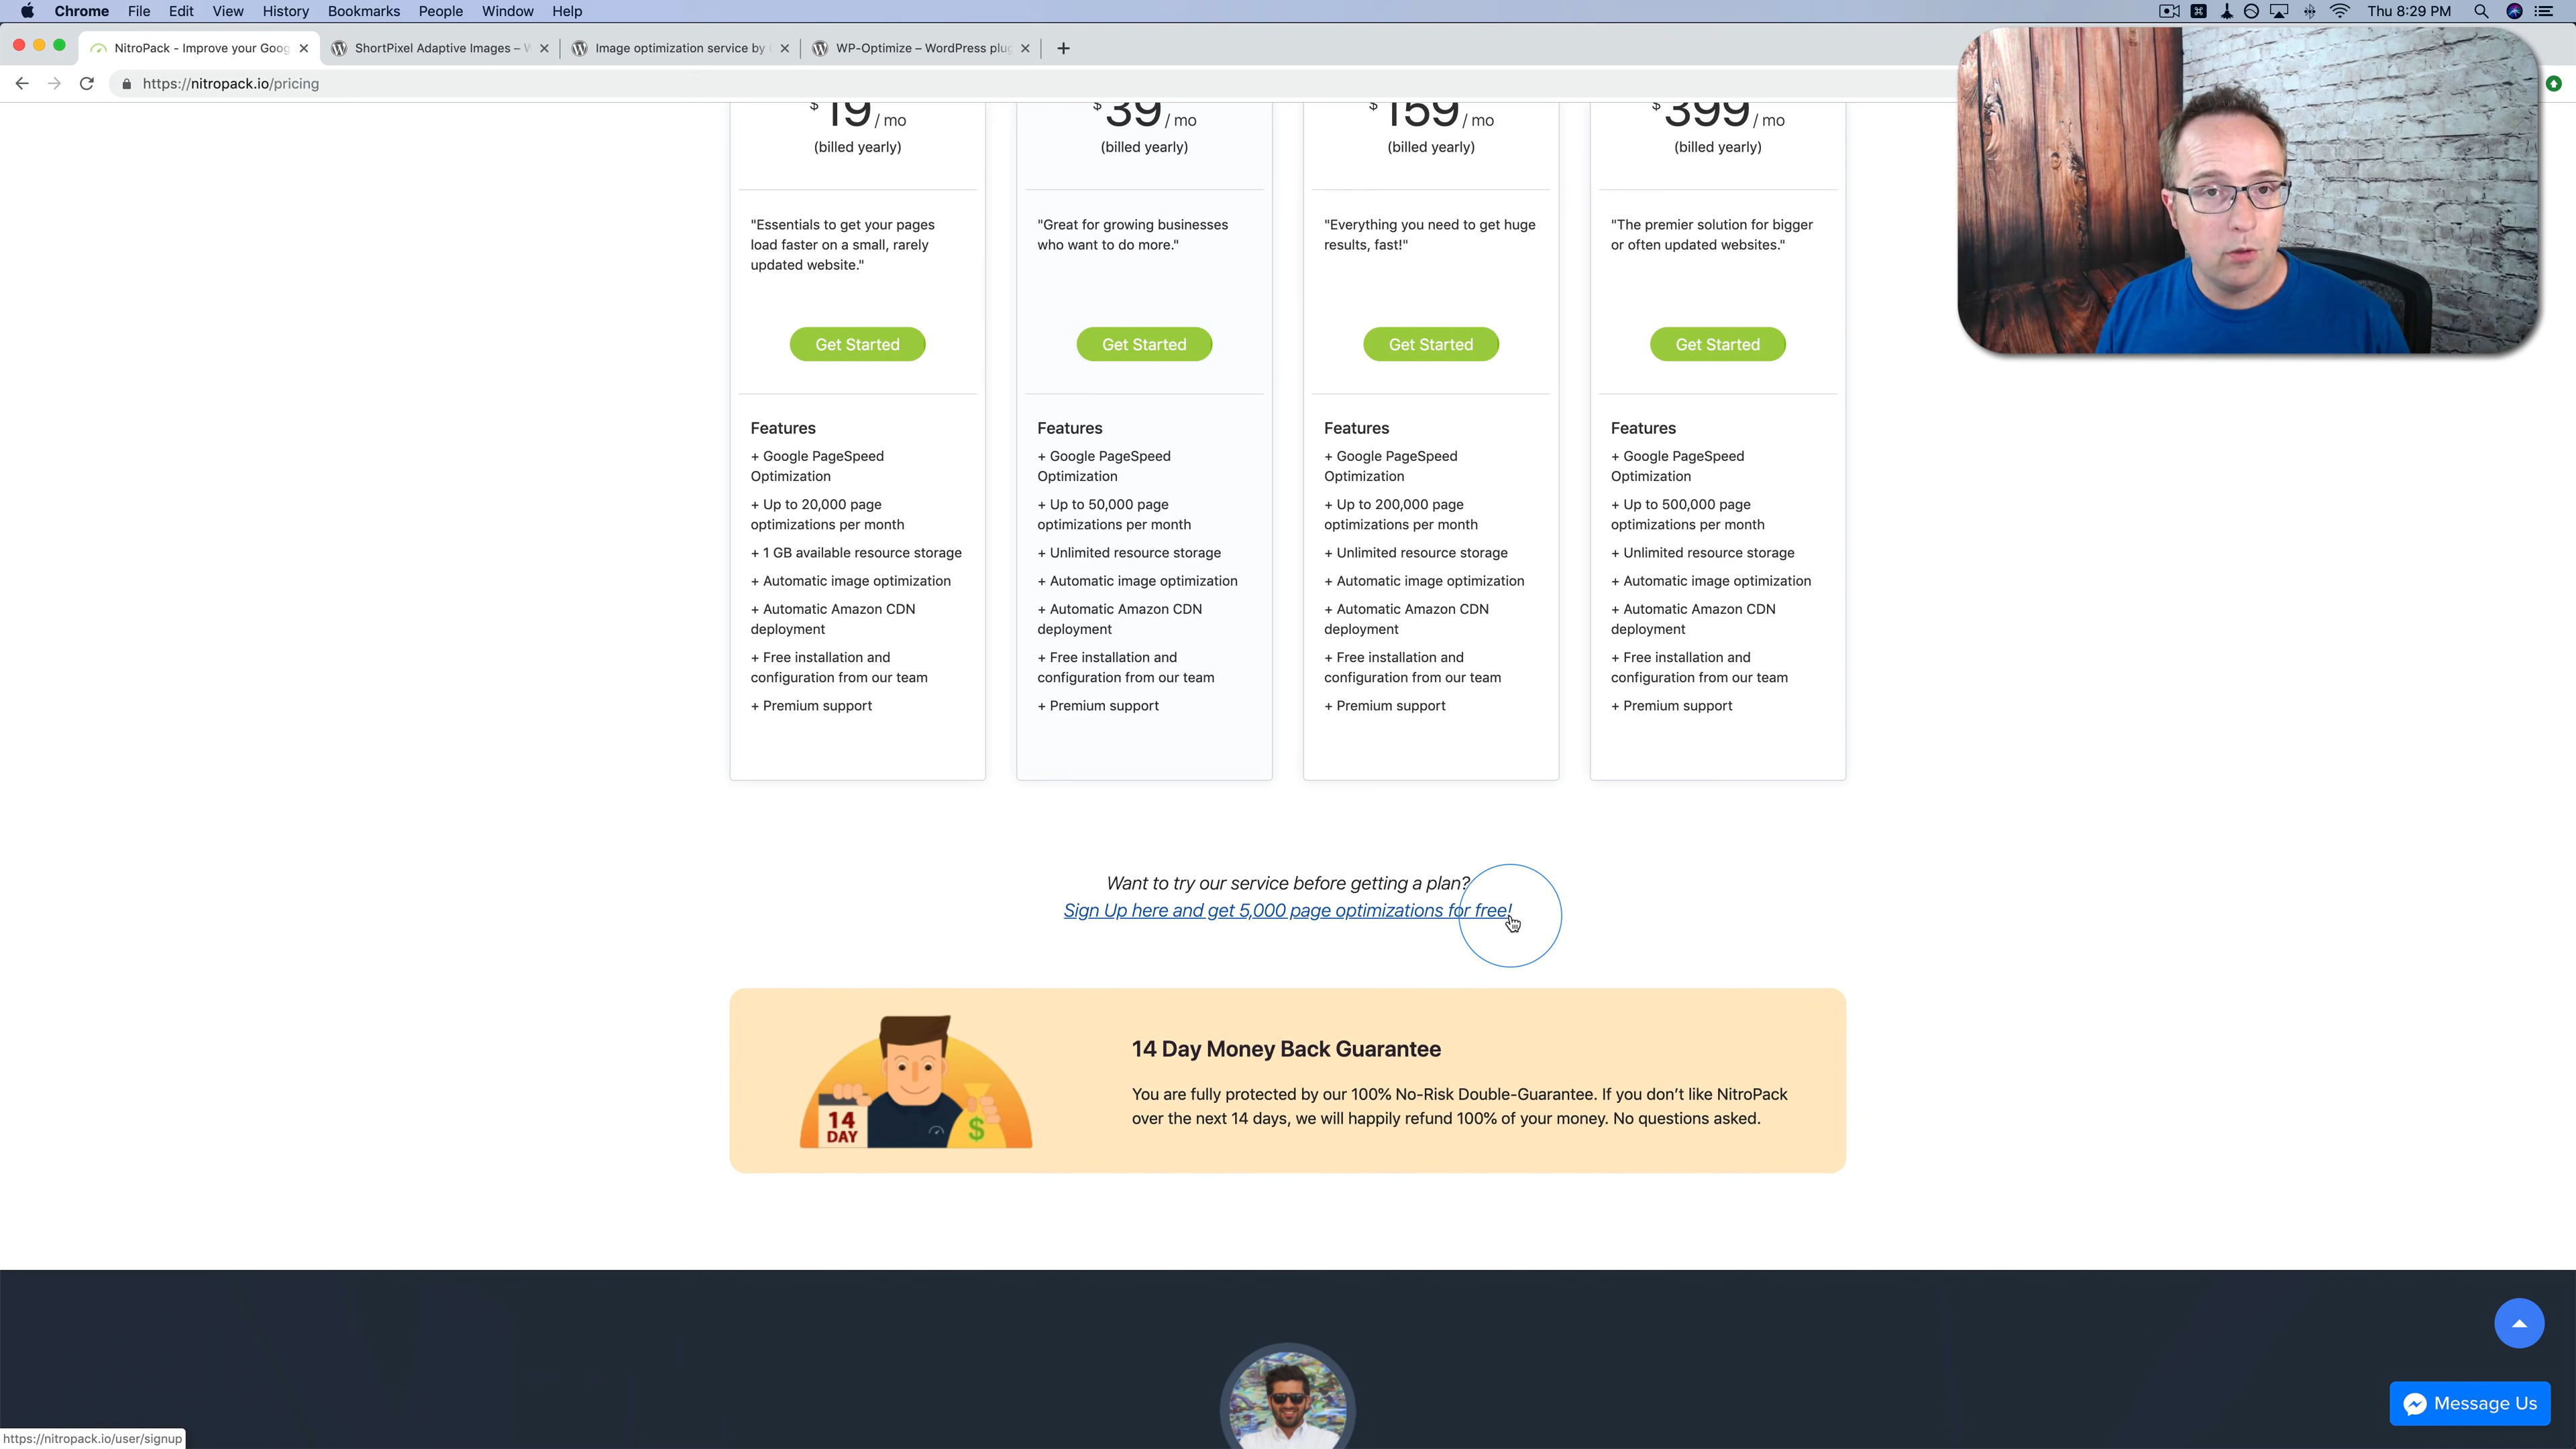 Chrome File Edit View History Bookmarks People Window Help Thu 8:29 PM
NitroPack - Improve your Goog ShortPixel Adaptive Images – W Image optimization service by WP-Optimize – WordPress plug
https://nitropack.io/pricing
$ 19 / mo
(billed yearly)
"Essentials to get your pages
load faster on a small, rarely
updated website."
Get Started
Features
+ Google PageSpeed
Optimization
+ Up to 20,000 page
optimizations per month
+ 1 GB available resource storage
+ Automatic image optimization
+ Automatic Amazon CDN
deployment
+ Free installation and
configuration from our team
+ Premium support
$ 39 / mo
(billed yearly)
"Great for growing businesses
who want to do more."
Get Started
Features
+ Google PageSpeed
Optimization
+ Up to 50,000 page
optimizations per month
+ Unlimited resource storage
+ Automatic image optimization
+ Automatic Amazon CDN
deployment
+ Free installation and
configuration from our team
+ Premium support
$ 159 / mo
(billed yearly)
"Everything you need to get huge
results, fast!"
Get Started
Features
+ Google PageSpeed
Optimization
+ Up to 200,000 page
optimizations per month
+ Unlimited resource storage
+ Automatic image optimization
+ Automatic Amazon CDN
deployment
+ Free installation and
configuration from our team
+ Premium support
$ 399 / mo
(billed yearly)
"The premier solution for bigger
or often updated websites."
Get Started
Features
+ Google PageSpeed
Optimization
+ Up to 500,000 page
optimizations per month
+ Unlimited resource storage
+ Automatic image optimization
+ Automatic Amazon CDN
deployment
+ Free installation and
configuration from our team
+ Premium support
Want to try our service before getting a plan?
Sign Up here and get 5,000 page optimizations for free!
14
DAY
$
14 Day Money Back Guarantee
You are fully protected by our 100% No-Risk Double-Guarantee. If you don't like NitroPack
over the next 14 days, we will happily refund 100% of your money. No questions asked.
Message Us
https://nitropack.io/user/signup